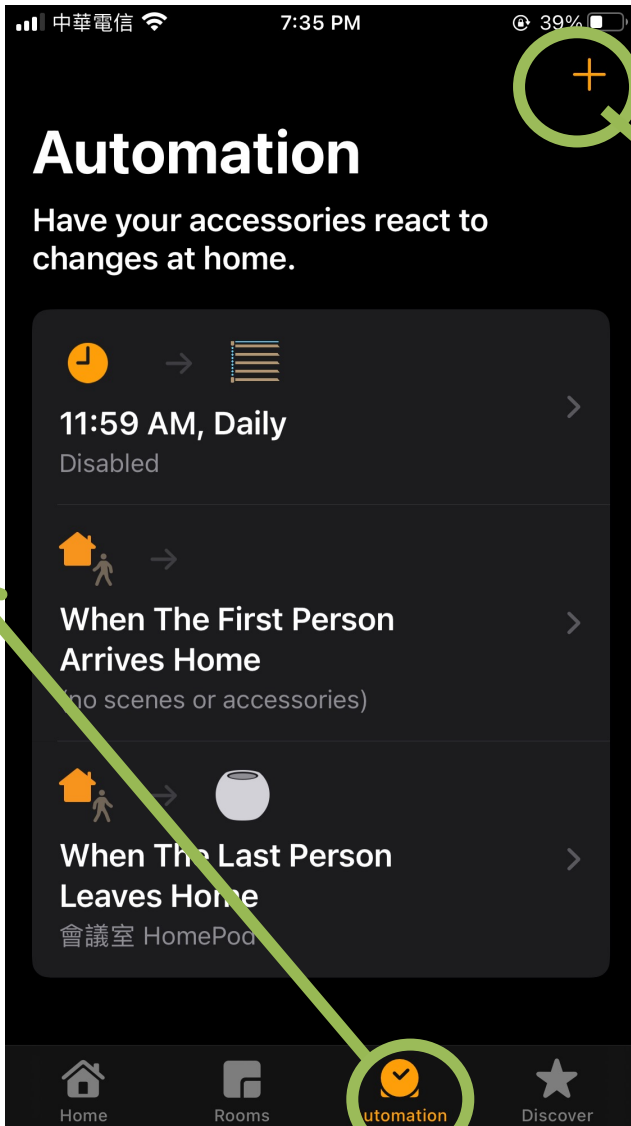 中華電信 7:35 PM 39%
Automation
Have your accessories react to
changes at home.
11:59 AM, Daily
Disabled
When The First Person
Arrives Home
(no scenes or accessories)
When The Last Person
Leaves Home
會議室 HomePod
Home Rooms utomation Discover